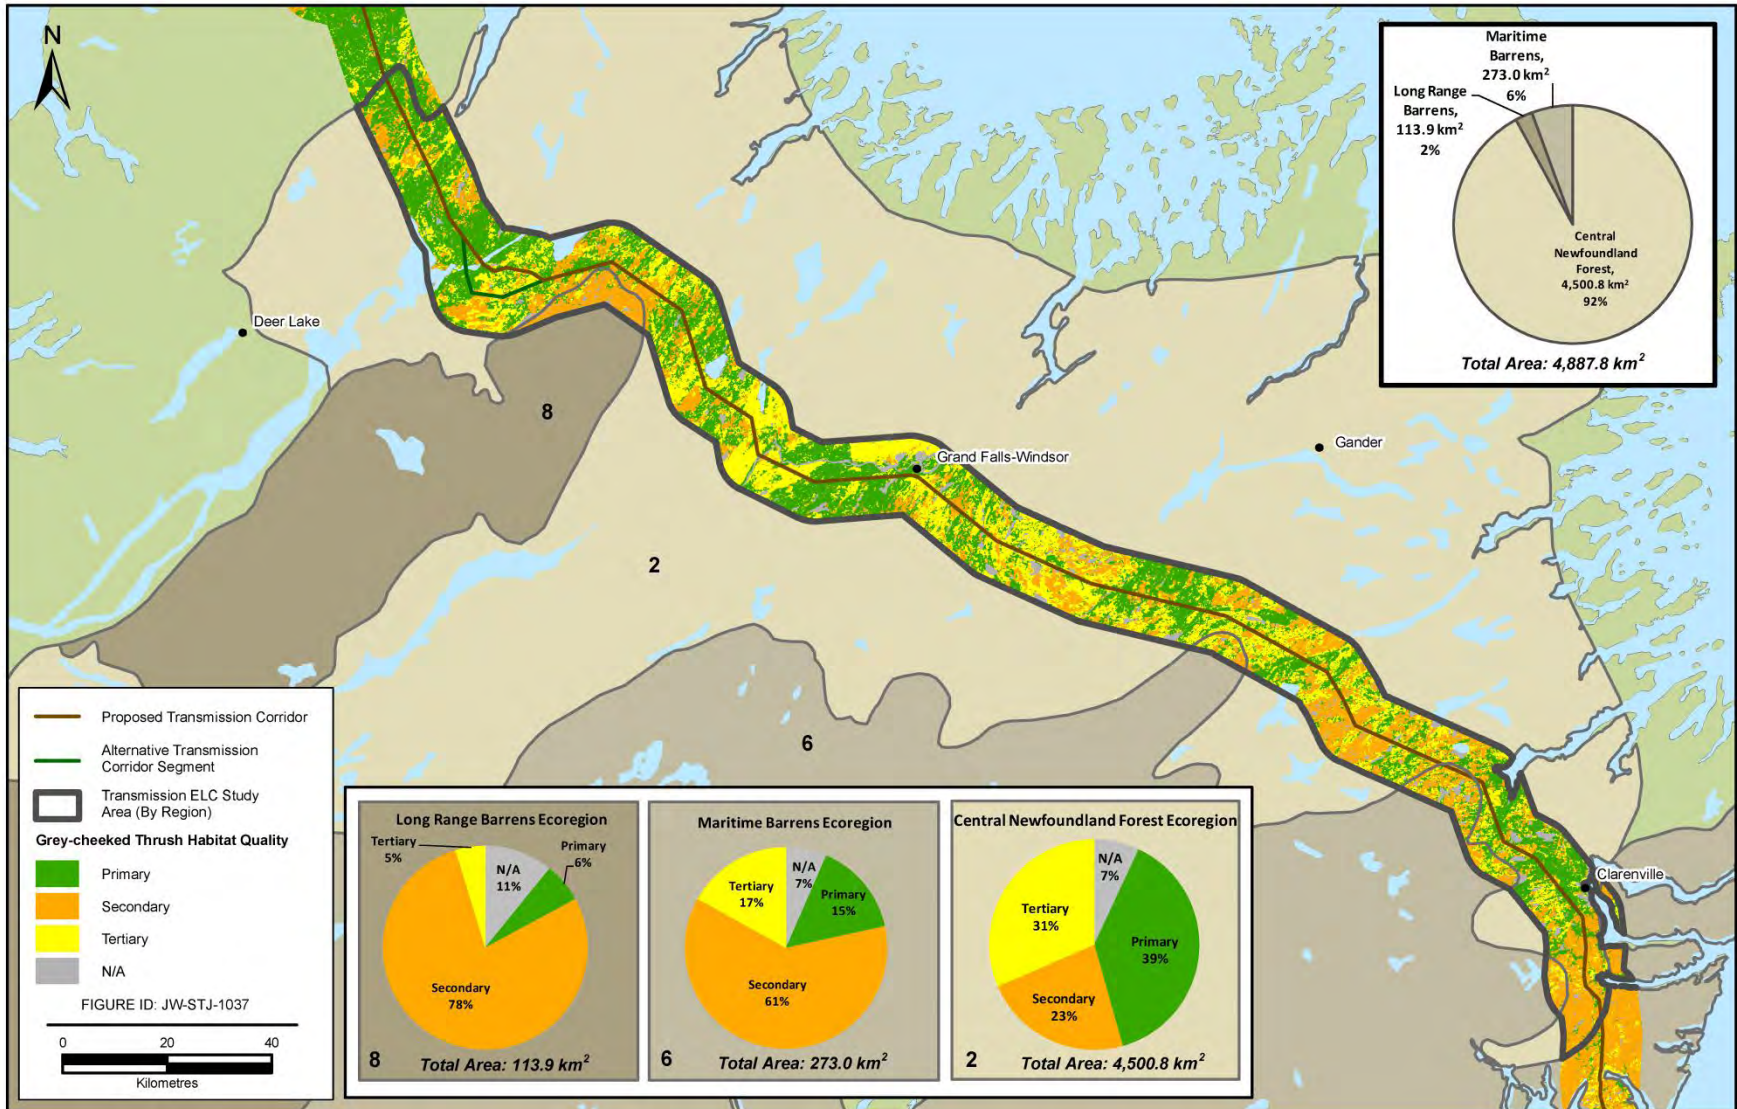 N
Deer Lake
Grand Falls-Windsor
Gander
Clarenville
8
2
6
Maritime
Barrens,
273.0 km²
6%
Long Range
Barrens,
113.9 km²
2%
Central
Newfoundland
Forest,
4,500.8 km²
92%
Total Area: 4,887.8 km²
Proposed Transmission Corridor
Alternative Transmission
Corridor Segment
Transmission ELC Study
Area (By Region)
Grey-cheeked Thrush Habitat Quality
Primary
Secondary
Tertiary
N/A
FIGURE ID: JW-STJ-1037
0 20 40
Kilometres
Long Range Barrens Ecoregion
Tertiary
5%
N/A
11%
Primary
6%
Secondary
78%
8 Total Area: 113.9 km²
Maritime Barrens Ecoregion
Tertiary
17%
N/A
7%
Primary
15%
Secondary
61%
6 Total Area: 273.0 km²
Central Newfoundland Forest Ecoregion
N/A
7%
Tertiary
31%
Primary
39%
Secondary
23%
2 Total Area: 4,500.8 km²